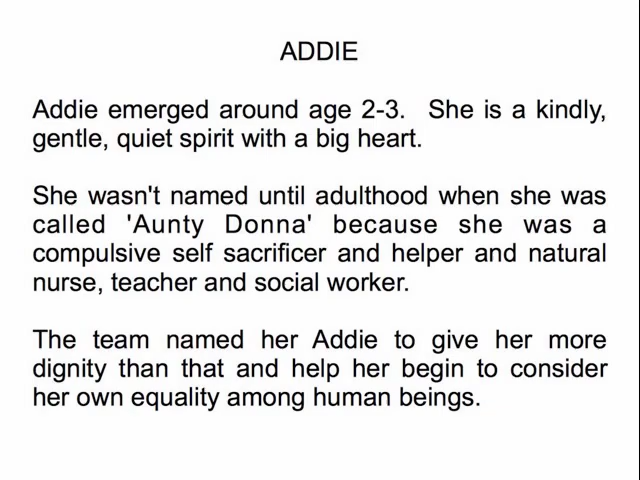 ADDIE
Addie emerged around age 2-3. She is a kindly,
gentle, quiet spirit with a big heart.
She wasn't named until adulthood when she was
called 'Aunty Donna' because she was a
compulsive self sacrificer and helper and natural
nurse, teacher and social worker.
The team named her Addie to give her more
dignity than that and help her begin to consider
her own equality among human beings.